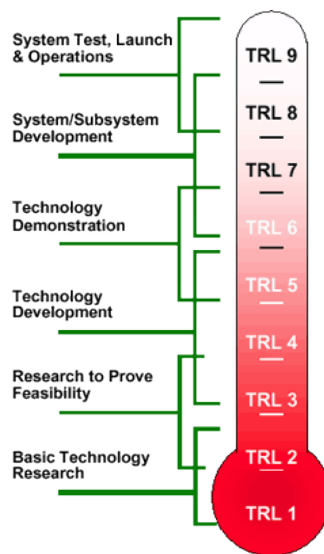 System Test, Launch
& Operations
System/Subsystem
Development
Technology
Demonstration
Technology
Development
Research to Prove
Feasibility
Basic Technology
Research
TRL 9
TRL 8
TRL 7
TRL 6
TRL 5
TRL 4
TRL 3
TRL 2
TRL 1